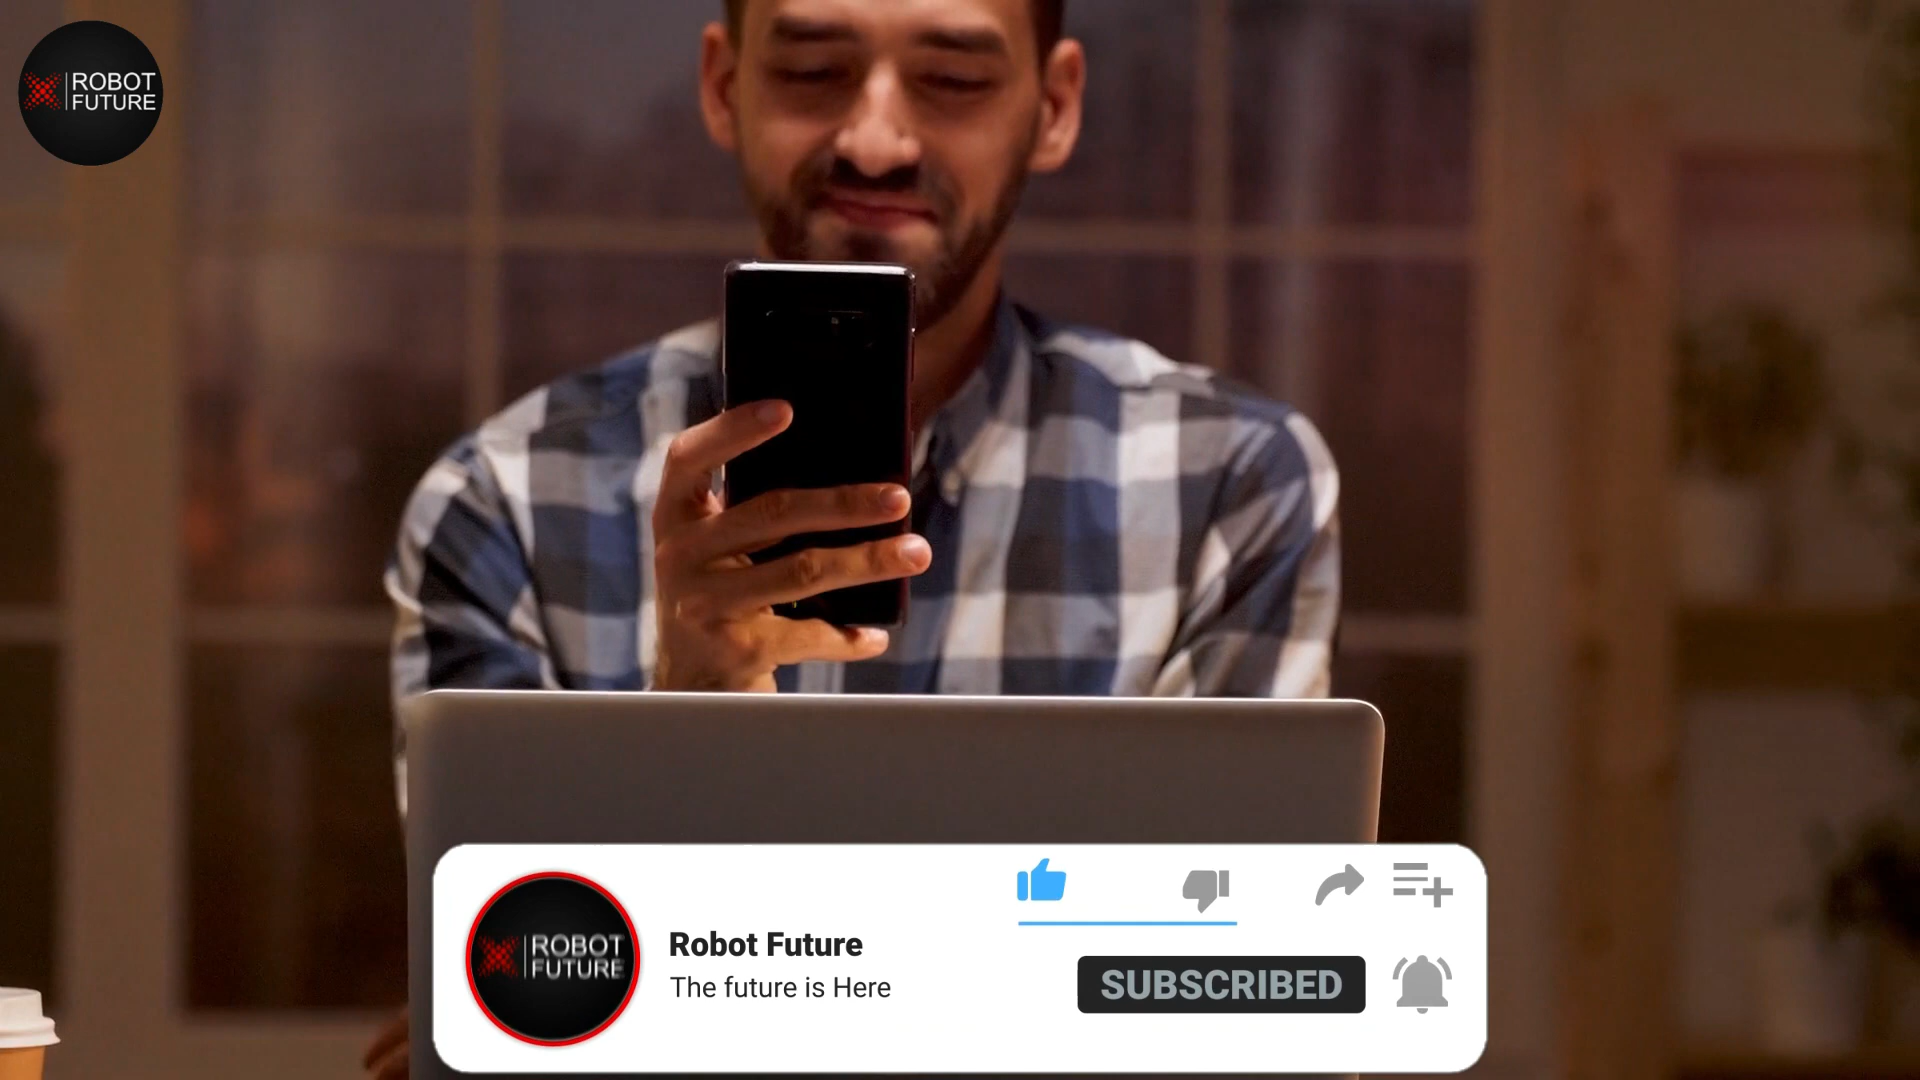 ROBOT
FUTURE
ROBOT
FUTURE
Robot Future
The future is Here
SUBSCRIBED